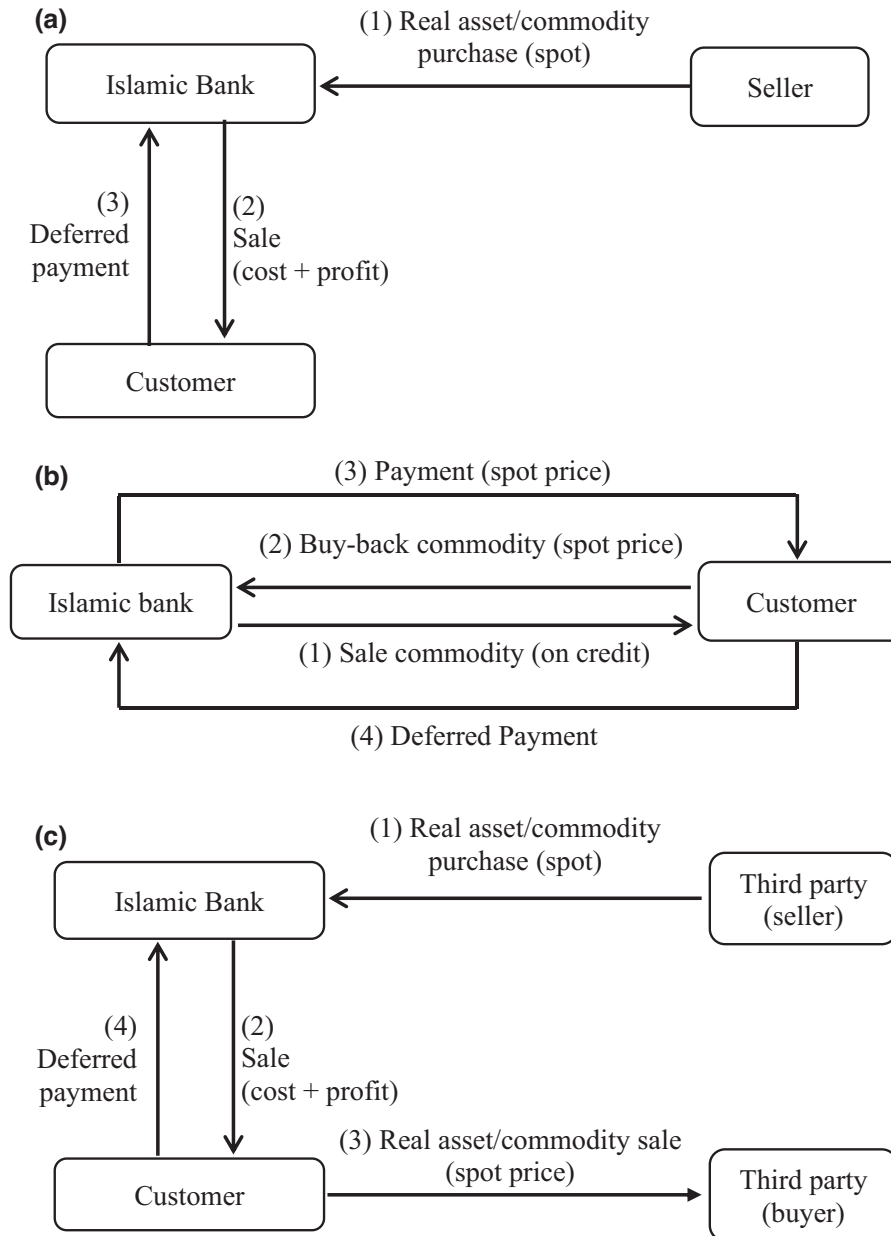 (a)
(1) Real asset/commodity
purchase (spot)
Islamic Bank
Seller
(3)
Deferred
payment
(2)
Sale
(cost + profit)
Customer
(b)
(3) Payment (spot price)
(2) Buy-back commodity (spot price)
Islamic bank
Customer
(1) Sale commodity (on credit)
(4) Deferred Payment
(c)
(1) Real asset/commodity
purchase (spot)
Islamic Bank
Third party
(seller)
(4)
Deferred
payment
(2)
Sale
(cost + profit)
(3) Real asset/commodity sale
(spot price)
Customer
Third party
(buyer)